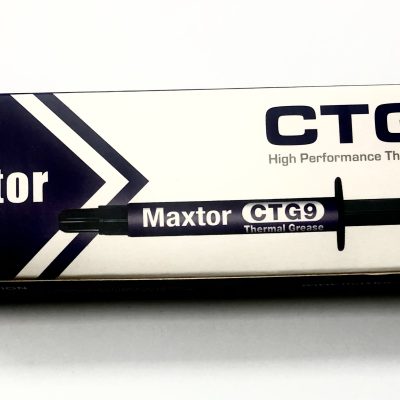 CTG
High Performance Th
tor
Maxtor CTG9
Thermal Grease